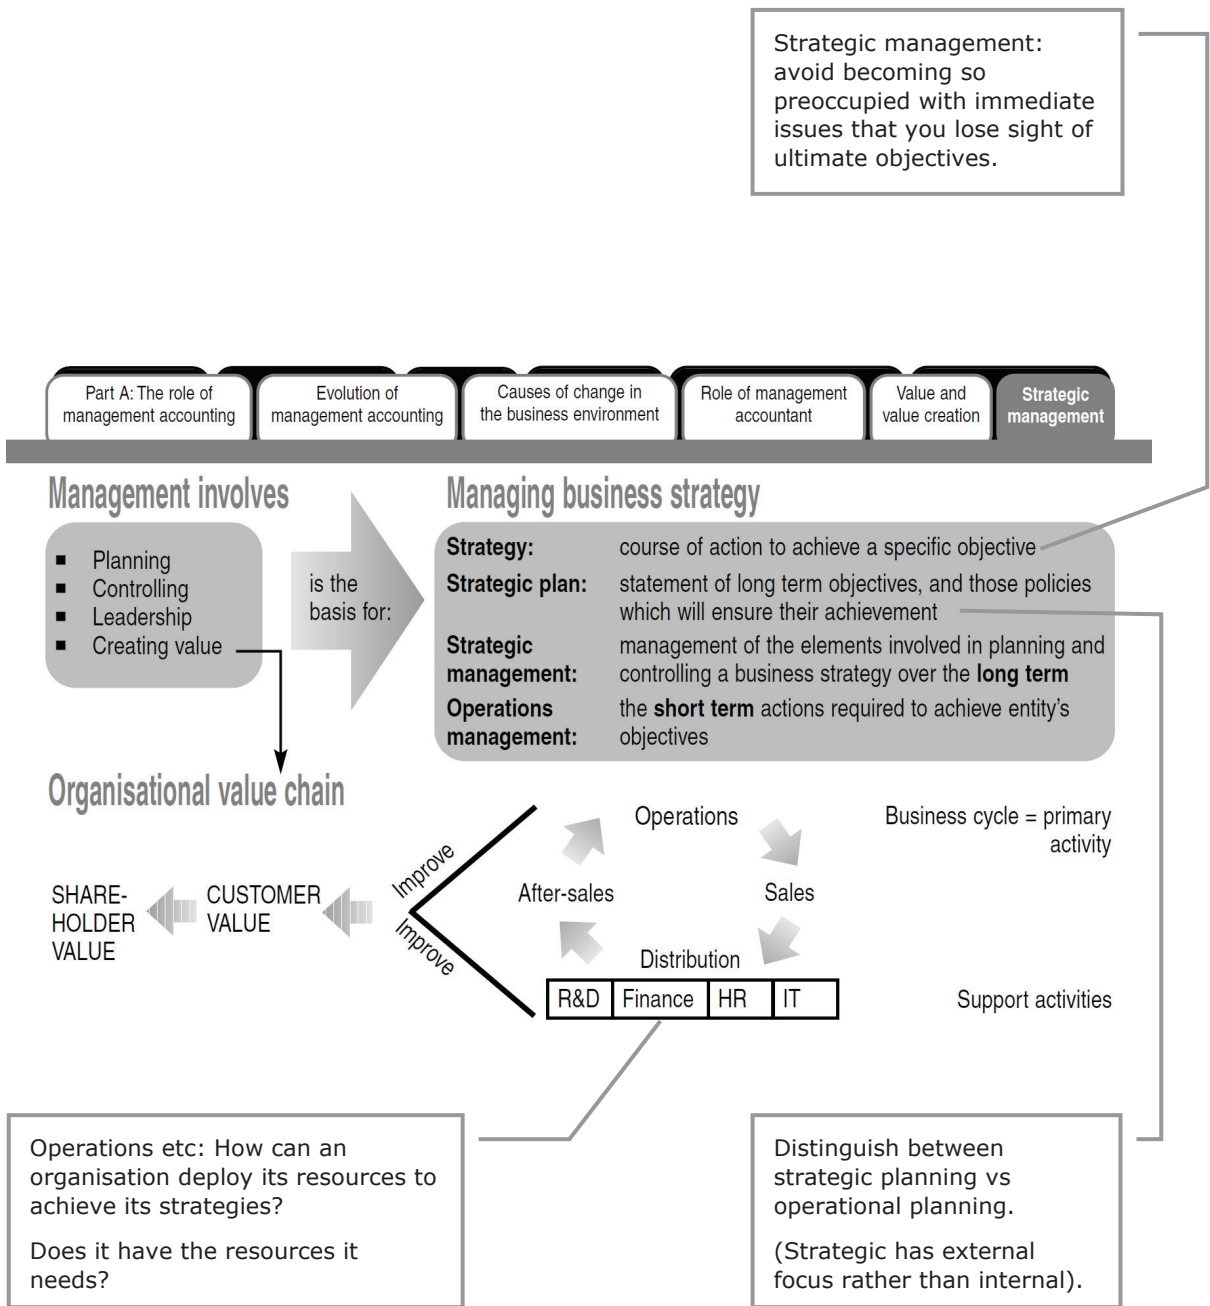 Strategic management:
avoid becoming so
preoccupied with immediate
issues that you lose sight of
ultimate objectives.
Part A: The role of
management accounting
Evolution of
management accounting
Causes of change in
the business environment
Role of management
accountant
Value and
value creation
Strategic
management
Management involves
■ Planning
■ Controlling
■ Leadership
■ Creating value
is the
basis for:
Managing business strategy
Strategy: course of action to achieve a specific objective
Strategic plan: statement of long term objectives, and those policies
which will ensure their achievement
Strategic management of the elements involved in planning and
management: controlling a business strategy over the long term
Operations the short term actions required to achieve entity's
management: objectives
Organisational value chain
SHARE-
HOLDER
VALUE
CUSTOMER
VALUE
Improve
Improve
Operations
After-sales
Sales
Distribution
R&D Finance HR IT
Business cycle = primary
activity
Support activities
Operations etc: How can an
organisation deploy its resources to
achieve its strategies?
Does it have the resources it
needs?
Distinguish between
strategic planning vs
operational planning.
(Strategic has external
focus rather than internal).